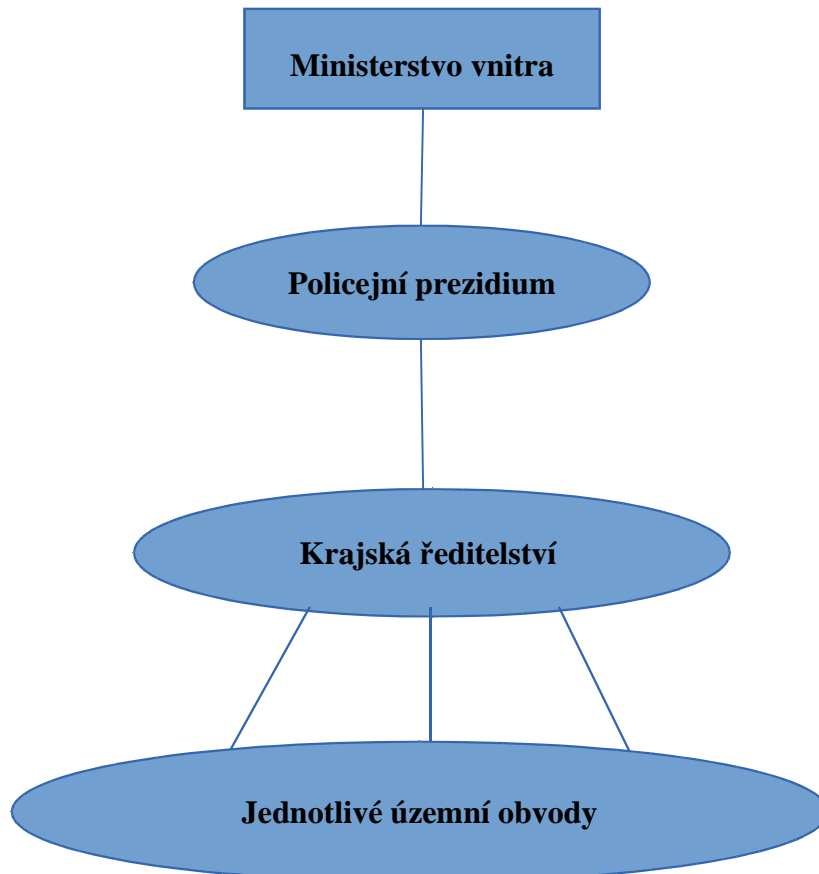 Ministerstvo vnitra
Policejní prezidium
Krajská ředitelství
Jednotlivé územní obvody